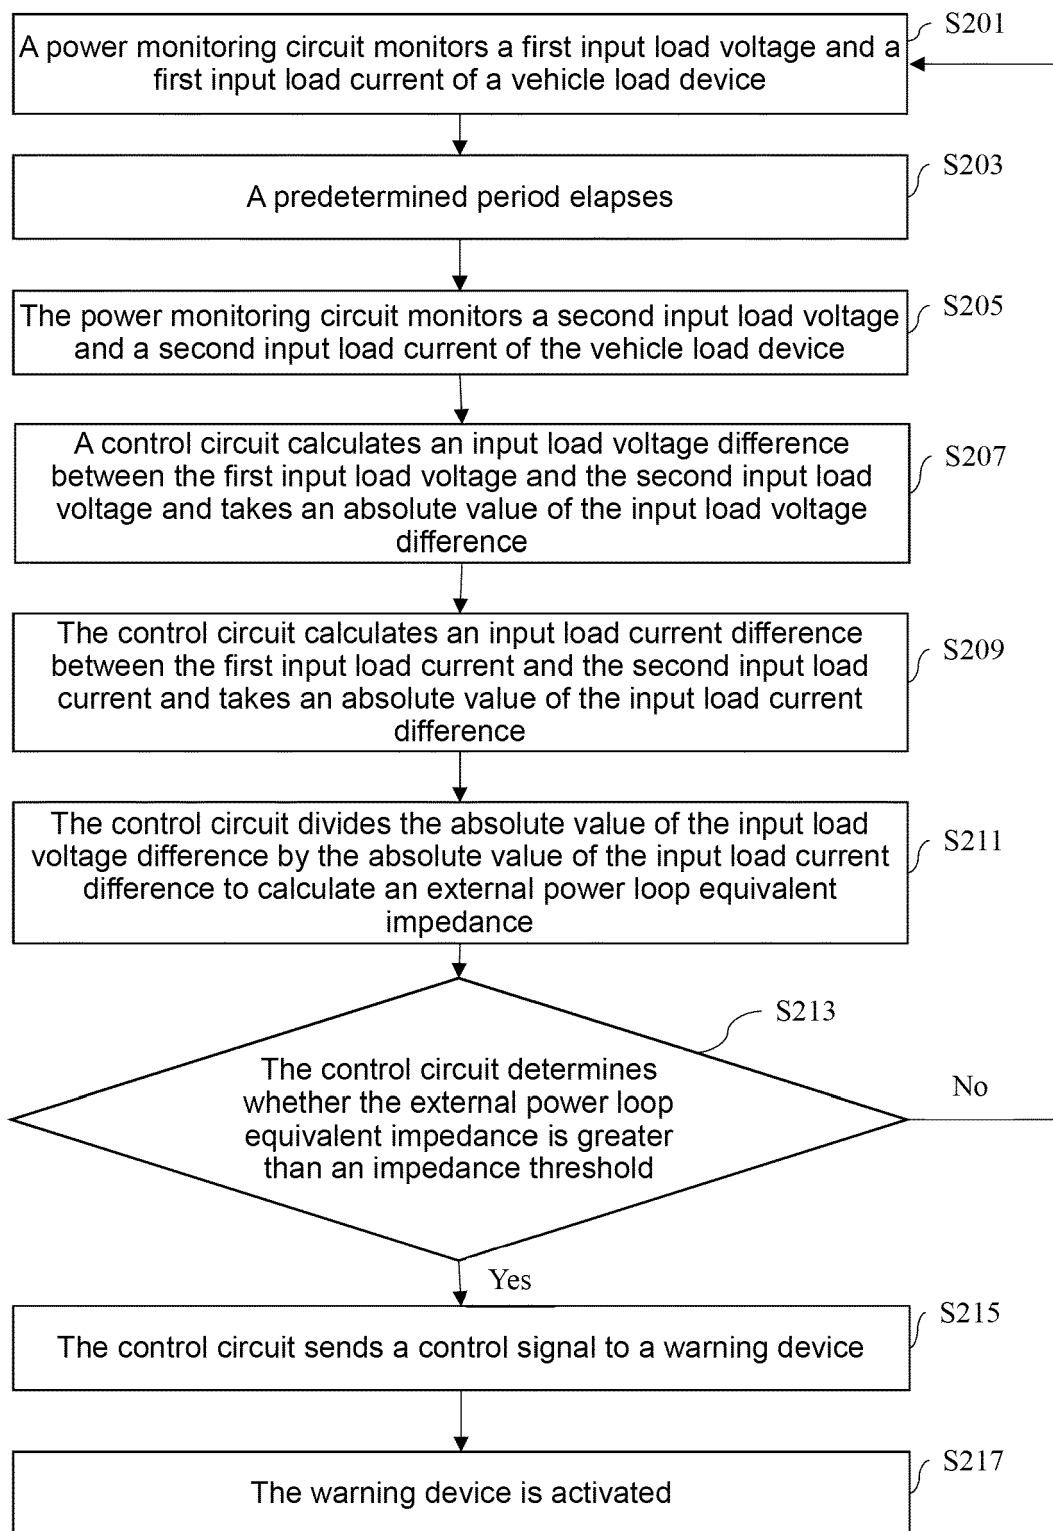 S201
A power monitoring circuit monitors a first input load voltage and a
first input load current of a vehicle load device
S203
A predetermined period elapses
S205
The power monitoring circuit monitors a second input load voltage
and a second input load current of the vehicle load device
S207
A control circuit calculates an input load voltage difference
between the first input load voltage and the second input load
voltage and takes an absolute value of the input load voltage
difference
S209
The control circuit calculates an input load current difference
between the first input load current and the second input load
current and takes an absolute value of the input load current
difference
S211
The control circuit divides the absolute value of the input load
voltage difference by the absolute value of the input load current
difference to calculate an external power loop equivalent
impedance
S213
The control circuit determines
whether the external power loop
equivalent impedance is greater
than an impedance threshold
No
Yes
S215
The control circuit sends a control signal to a warning device
S217
The warning device is activated